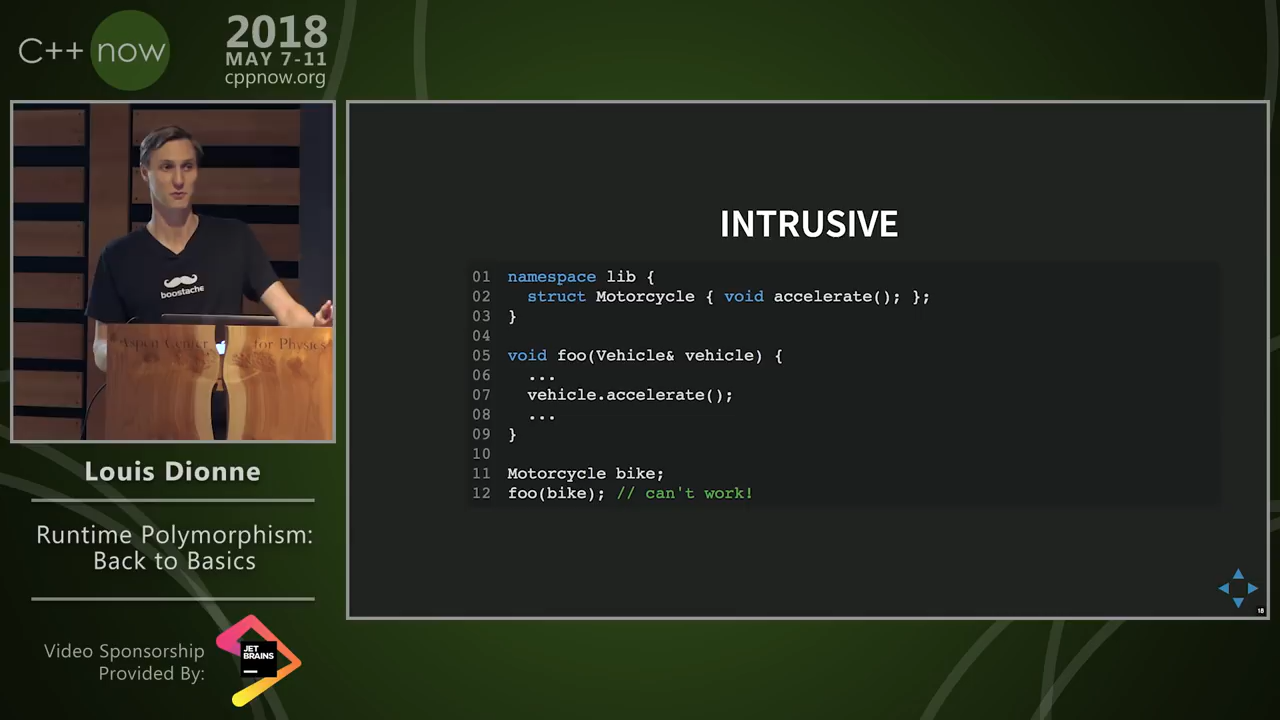 C++ now
2018
MAY 7-11
cppnow.org
boostache
Aspen Center for Physics
Louis Dionne
Runtime Polymorphism:
Back to Basics
Video Sponsorship
Provided By:
JET
BRAINS
INTRUSIVE
01 namespace lib {
02   struct Motorcycle { void accelerate(); };
03 }
04
05 void foo(Vehicle& vehicle) {
06   ...
07   vehicle.accelerate();
08   ...
09 }
10
11 Motorcycle bike;
12 foo(bike); // can't work!
18